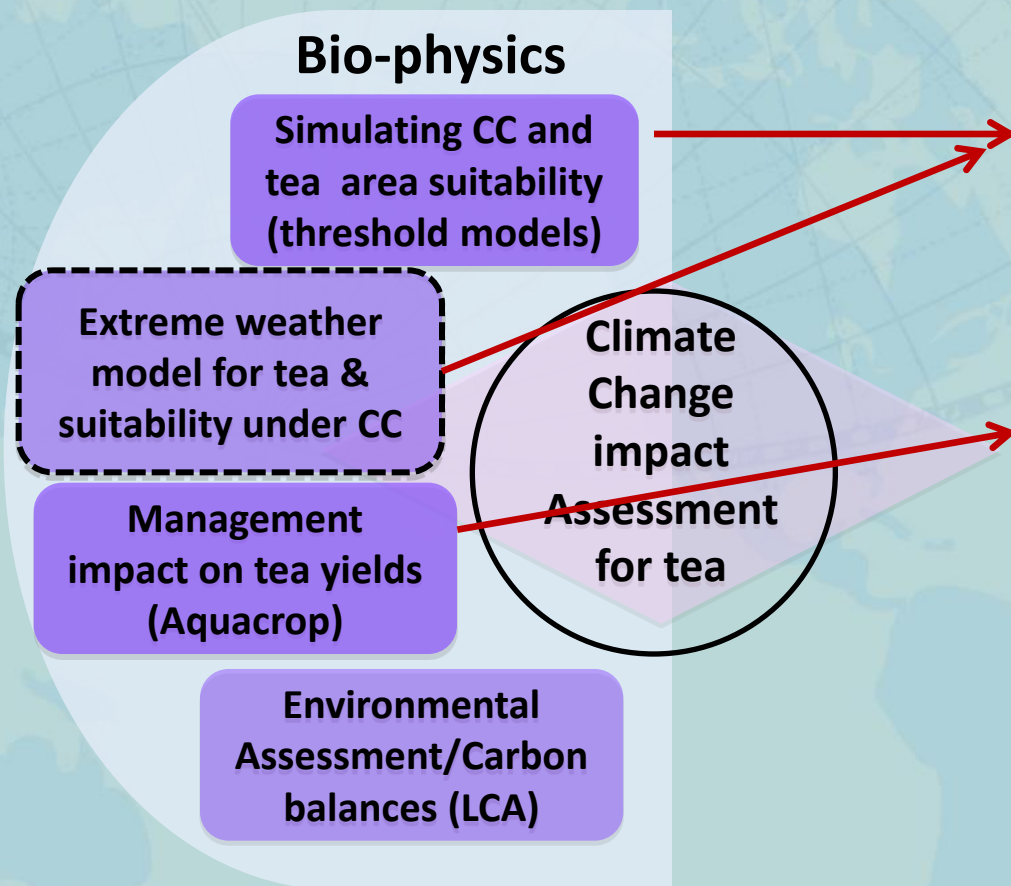 Bio-physics
Simulating CC and
tea area suitability
(threshold models)
Extreme weather
model for tea &
suitability under CC
Climate
Change
impact
Assessment
for tea
Management
impact on tea yields
(Aquacrop)
Environmental
Assessment/Carbon
balances (LCA)